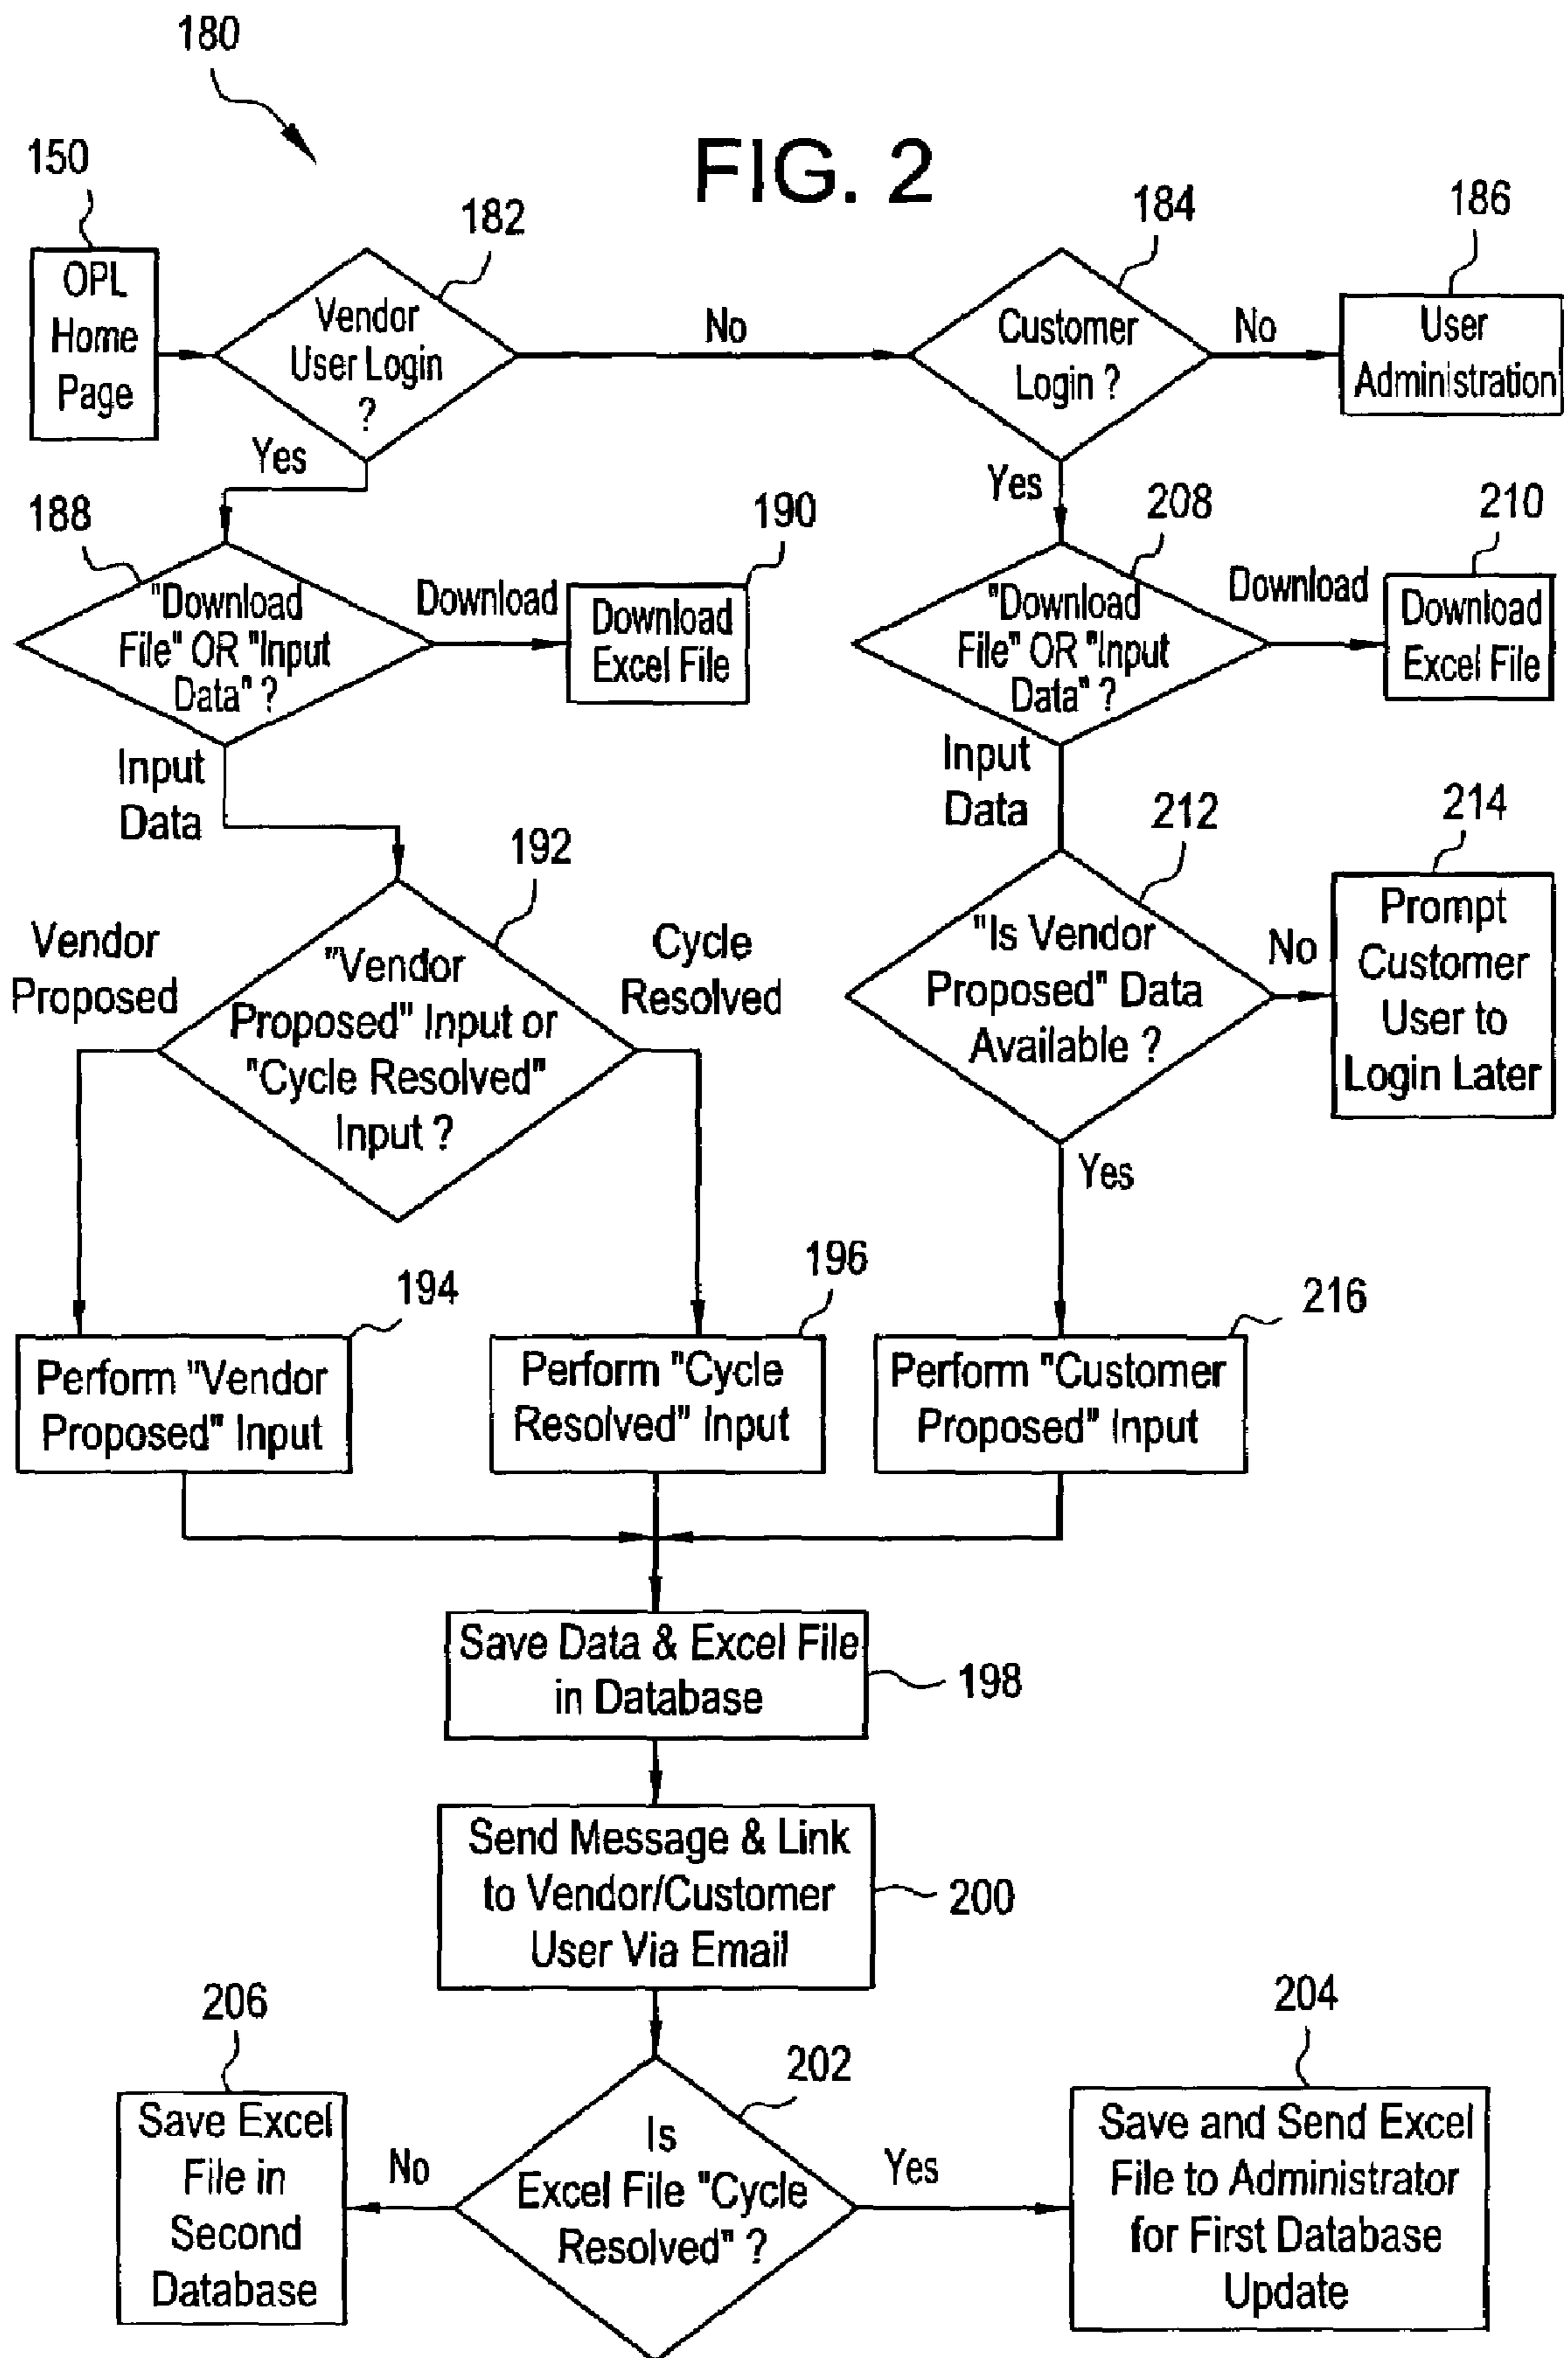 180
FIG. 2
150
182
184
186
OPL
Home
Page
Vendor
User Login
?
No
Customer
Login ?
No
User
Administration
Yes
Yes
188
190
208
210
"Download
File" OR "Input
Data" ?
Download
Download
Excel File
"Download
File" OR "Input
Data" ?
Download
Download
Excel File
Input
Data
Input
Data
192
212
214
Vendor
Proposed
"Vendor
Proposed" Input or
"Cycle Resolved"
Input ?
Cycle
Resolved
"Is Vendor
Proposed" Data
Available ?
No
Prompt
Customer
User to
Login Later
Yes
194
196
216
Perform "Vendor
Proposed" Input
Perform "Cycle
Resolved" Input
Perform "Customer
Proposed" Input
Save Data & Excel File
in Database
198
Send Message & Link
to Vendor/Customer
User Via Email
200
206
202
204
Save Excel
File in
Second
Database
No
Is
Excel File "Cycle
Resolved" ?
Yes
Save and Send Excel
File to Administrator
for First Database
Update